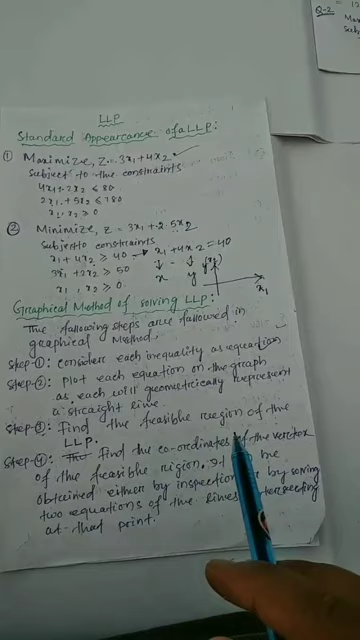 Q-2
LLP
Standard Appearance of a LLP:
① Maximize, Z = 3x₁ + 4x₂
Subject to the constraints
4x₁ + 2x₂ ≤ 80
2x₁ + 5x₂ ≤ 180
x₁, x₂ ≥ 0
② Minimize, Z = 3x₁ + 2.5x₂
Subject to constraints
x₁ + 4x₂ ≥ 40 → x₁ + 4x₂ = 40
3x₁ + 2x₂ ≥ 50
x y
x₁, x₂ ≥ 0
x₁
Graphical Method of solving LLP:
The following steps are followed in
graphical Method.
Step-①: Consider each inequality as equation
Step-②: Plot each equation on the graph
as each will geometrically represent
a straight line.
Step-③: Find the feasible region of the
LLP.
Step-④: Find the co-ordinates of the vertex
of the feasible rigion. It be
obtained either by inspection or by solving
two equations of the lines intersecting
at that print.